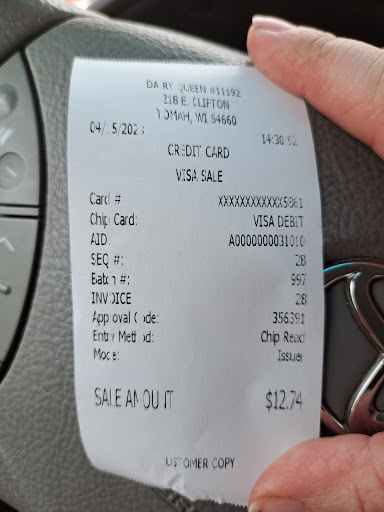 DAIRY QUEEN #11192
218 E. CLIFTON
TOMAH, WI 54660
14:30:52
CREDIT CARD
VISA SALE
Card # XXXXXXXXXXXX5861
Chip Card: VISA DEBIT
AID: A0000000031010
SEQ #: 28
Batch #: 997
INVOICE 28
Approval Code: 356391
Entry Method: Chip Read
Mode: Issuer
SALE AMOUNT $12.74
CUSTOMER COPY